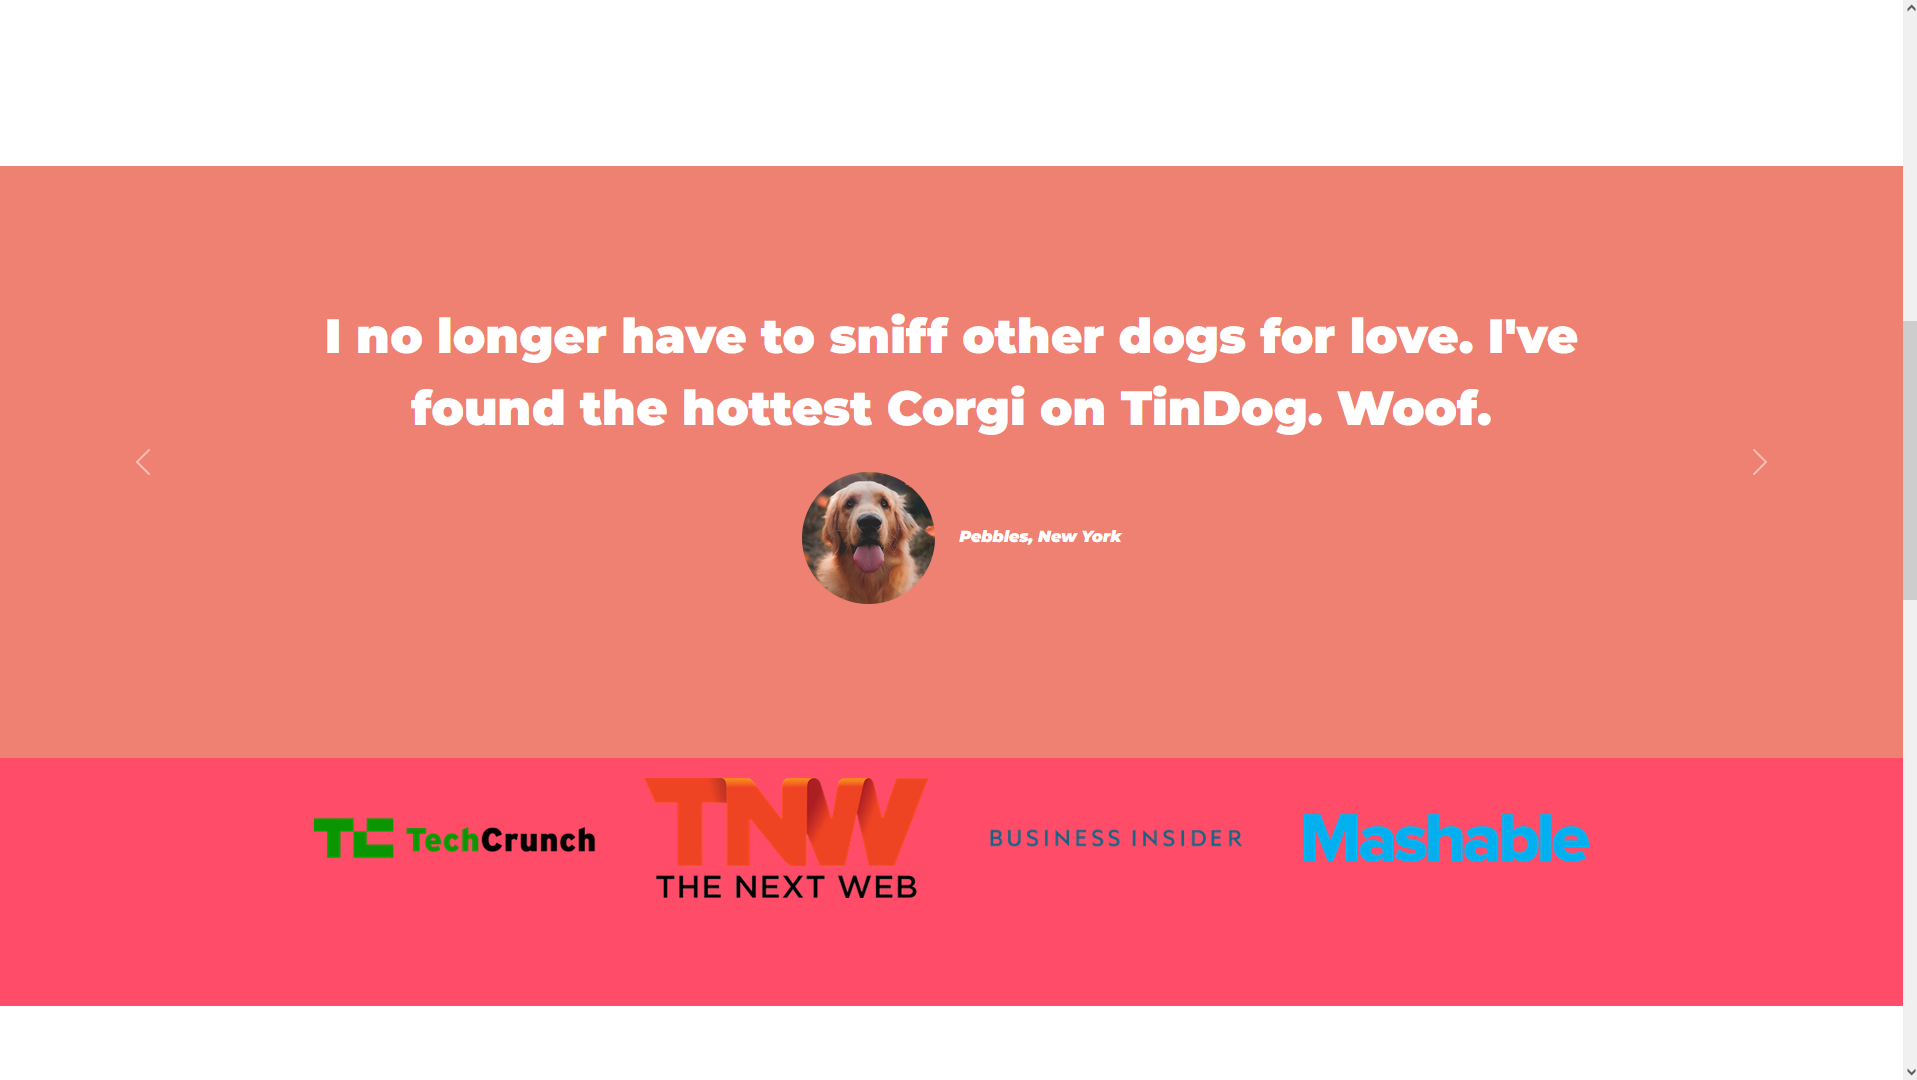 I no longer have to sniff other dogs for love. I've
found the hottest Corgi on TinDog. Woof.
Pebbles, New York
TC TechCrunch
TNW
THE NEXT WEB
BUSINESS INSIDER
Mashable